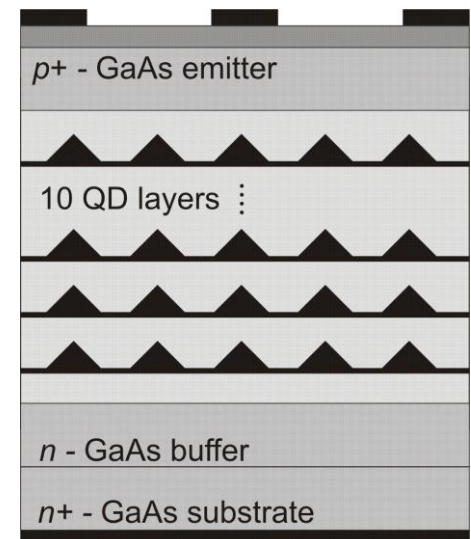 p+ - GaAs emitter
10 QD layers ⋮
n - GaAs buffer
n+ - GaAs substrate